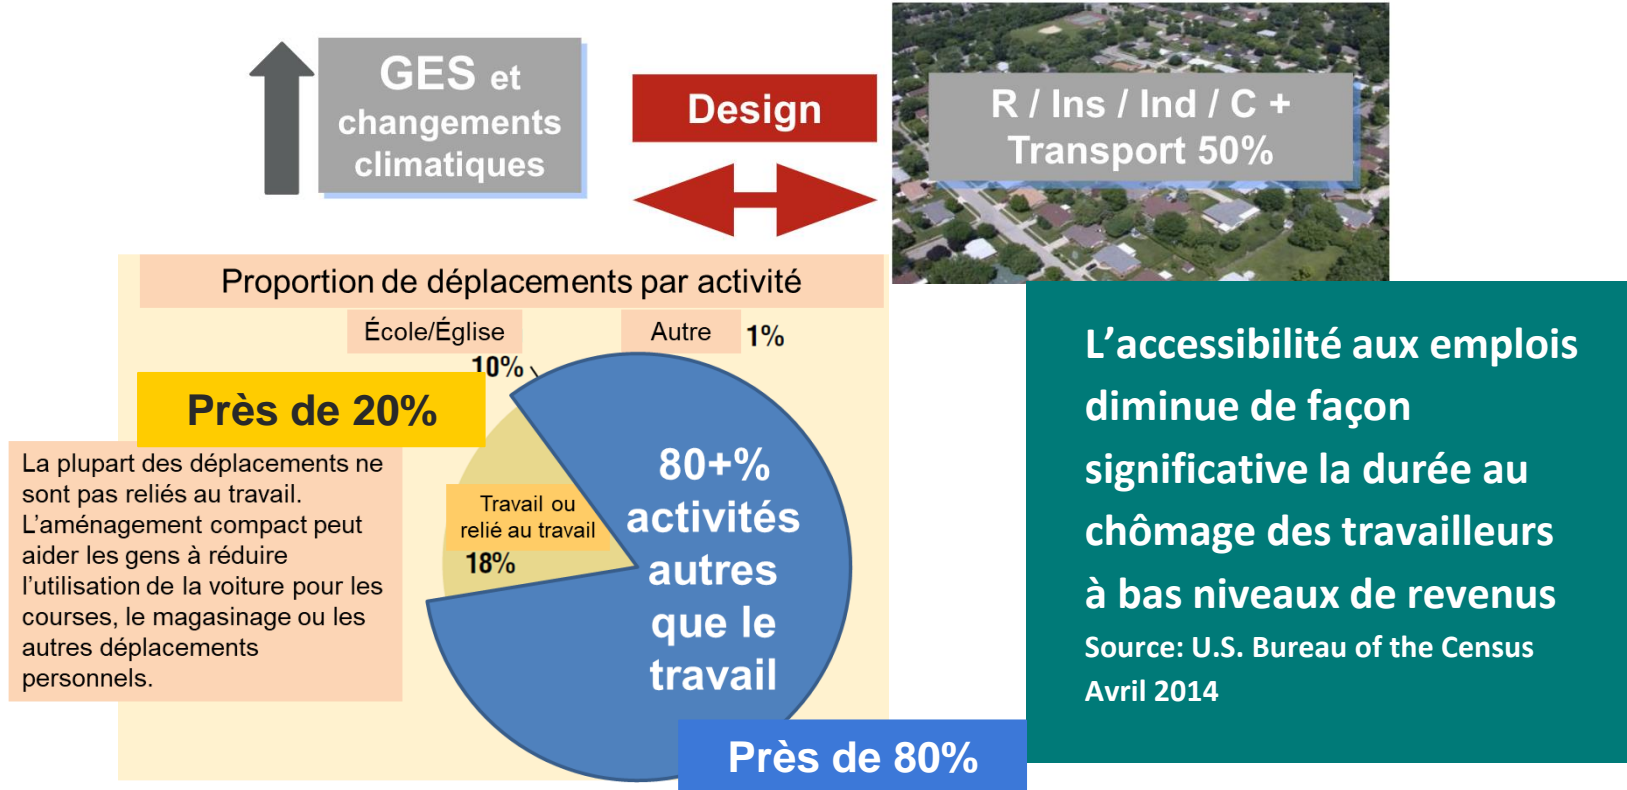 GES et
changements
climatiques
Design
R / Ins / Ind / C +
Transport 50%
Proportion de déplacements par activité
École/Église
10%
Autre
1%
Près de 20%
La plupart des déplacements ne
sont pas reliés au travail.
L’aménagement compact peut
aider les gens à réduire
l’utilisation de la voiture pour les
courses, le magasinage ou les
autres déplacements
personnels.
Travail ou
relié au travail
18%
80+%
activités
autres
que le
travail
Près de 80%
L’accessibilité aux emplois
diminue de façon
significative la durée au
chômage des travailleurs
à bas niveaux de revenus
Source: U.S. Bureau of the Census
Avril 2014